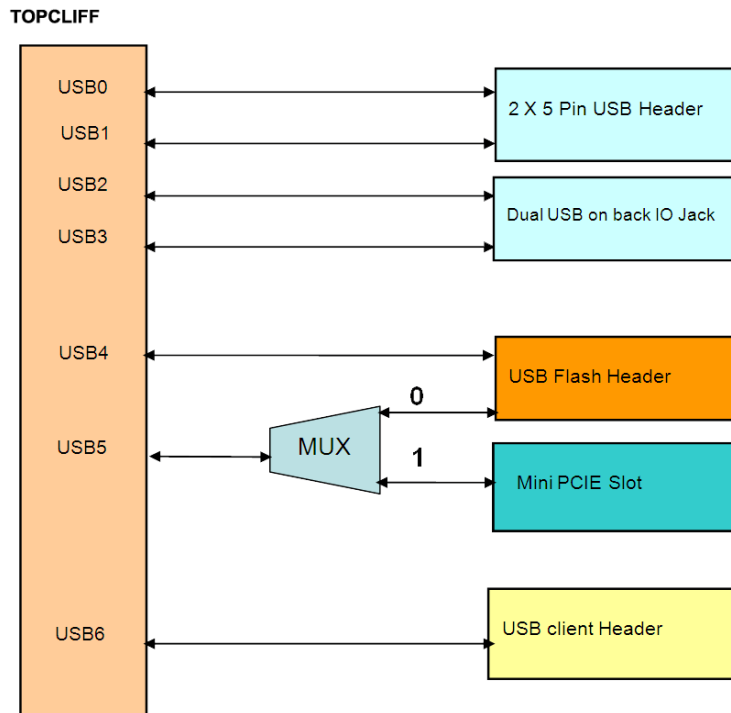 TOPCLIFF
USB0
2 X 5 Pin USB Header
USB1
USB2
Dual USB on back IO Jack
USB3
USB4
USB Flash Header
0
USB5
MUX
1
Mini PCIE Slot
USB6
USB client Header